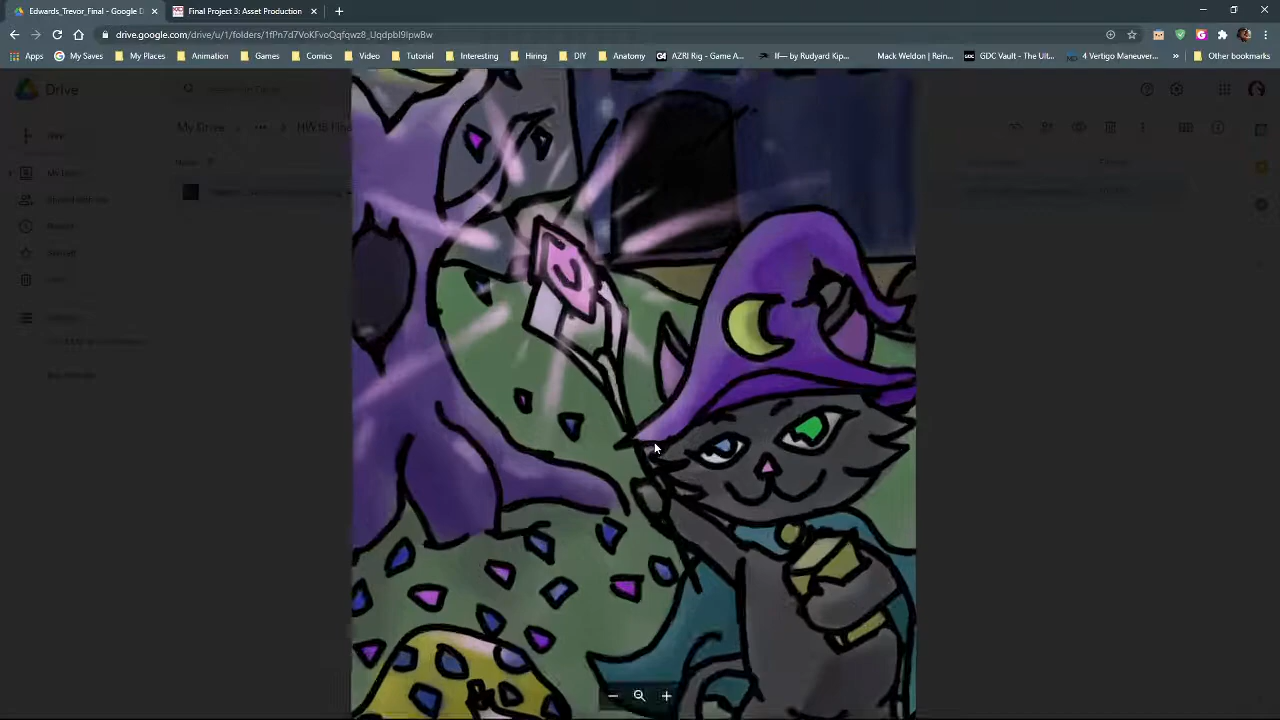 Edwards_Trevor_Final - Google D
Final Project 3: Asset Production
drive.google.com/drive/u/1/folders/1fPn7d7VoKFvoQqfqwz8_UqdpbI9IpwBw
Apps
My Saves
My Places
Animation
Games
Comics
Video
Tutorial
Interesting
Hiring
DIY
Anatomy
AZRI Rig - Game A...
If— by Rudyard Kip...
Mack Weldon | Rein...
GDC Vault - The Ulti...
4 Vertigo Maneuver...
Other bookmarks
Drive
My Drive